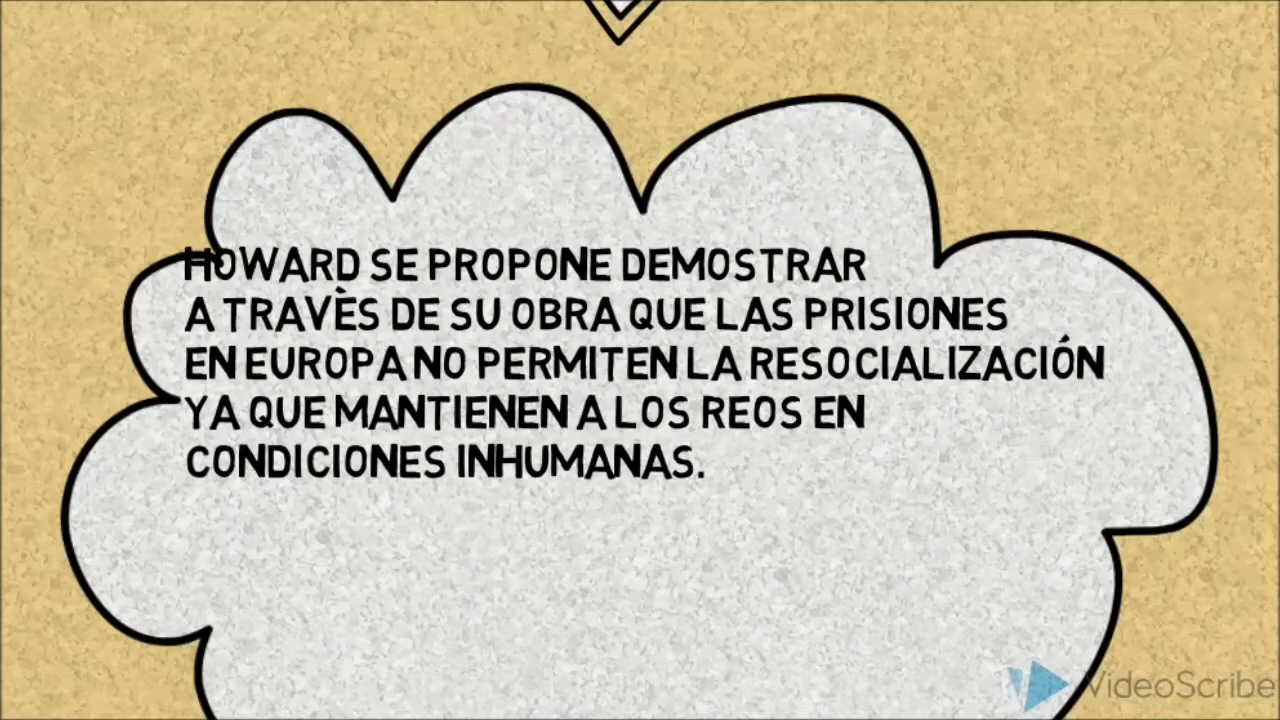 HOWARD SE PROPONE DEMOSTRAR
A TRAVÈS DE SU OBRA QUE LAS PRISIONES
EN EUROPA NO PERMITEN LA RESOCIALIZACIÓN
YA QUE MANTIENEN A LOS REOS EN
CONDICIONES INHUMANAS.
VideoScribe